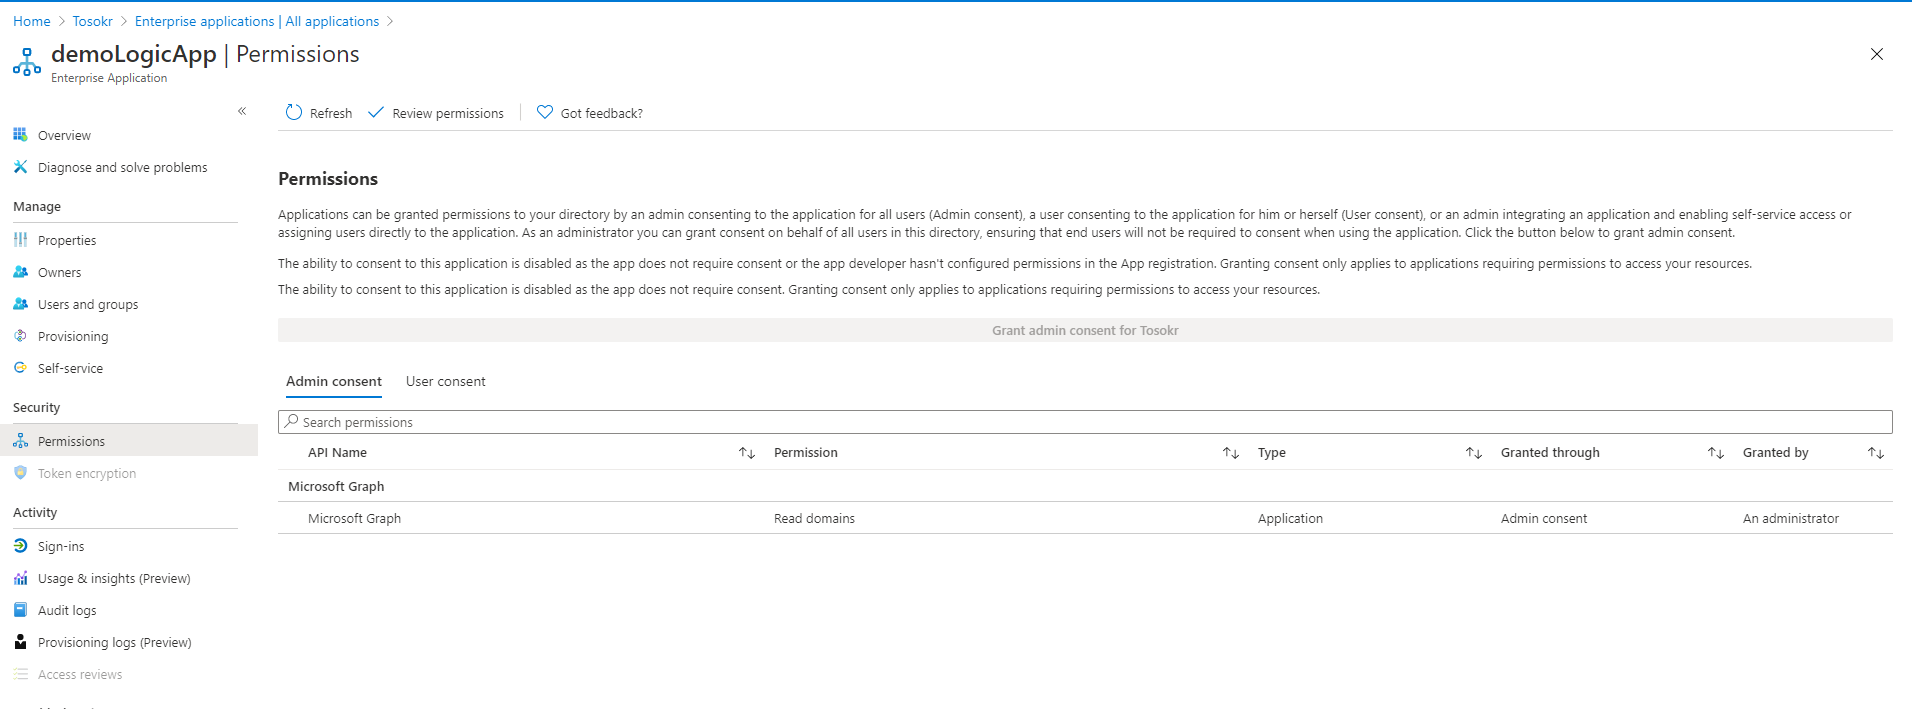 Home > Tosokr > Enterprise applications | All applications >
demoLogicApp | Permissions
Enterprise Application
«
Refresh Review permissions Got feedback?
Overview
Diagnose and solve problems
Manage
Properties
Owners
Users and groups
Provisioning
Self-service
Security
Permissions
Token encryption
Activity
Sign-ins
Usage & insights (Preview)
Audit logs
Provisioning logs (Preview)
Access reviews
Permissions
Applications can be granted permissions to your directory by an admin consenting to the application for all users (Admin consent), a user consenting to the application for him or herself (User consent), or an admin integrating an application and enabling self-service access or
assigning users directly to the application. As an administrator you can grant consent on behalf of all users in this directory, ensuring that end users will not be required to consent when using the application. Click the button below to grant admin consent.
The ability to consent to this application is disabled as the app does not require consent or the app developer hasn't configured permissions in the App registration. Granting consent only applies to applications requiring permissions to access your resources.
The ability to consent to this application is disabled as the app does not require consent. Granting consent only applies to applications requiring permissions to access your resources.
Grant admin consent for Tosokr
Admin consent User consent
Search permissions
API Name Permission Type Granted through Granted by
Microsoft Graph
Microsoft Graph Read domains Application Admin consent An administrator